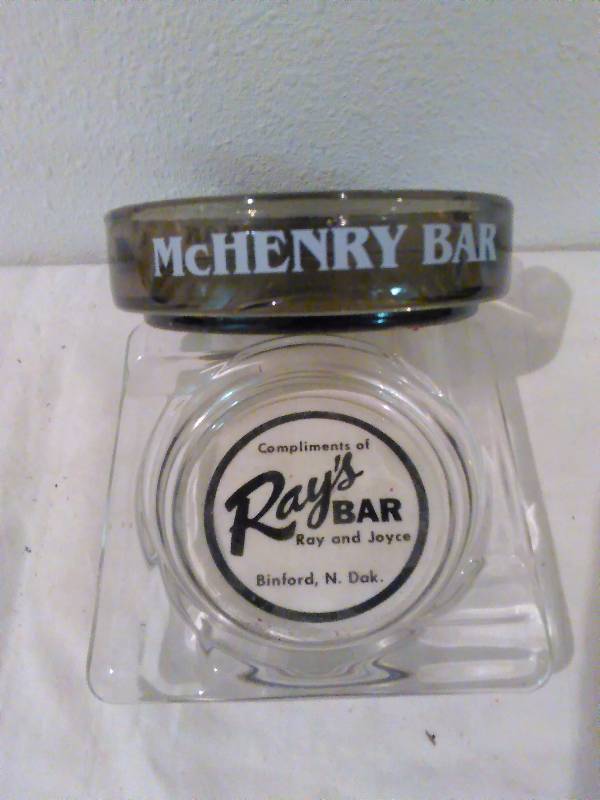 McHENRY BAR
Compliments of
Ray's
BAR
Ray and Joyce
Binford, N. Dak.